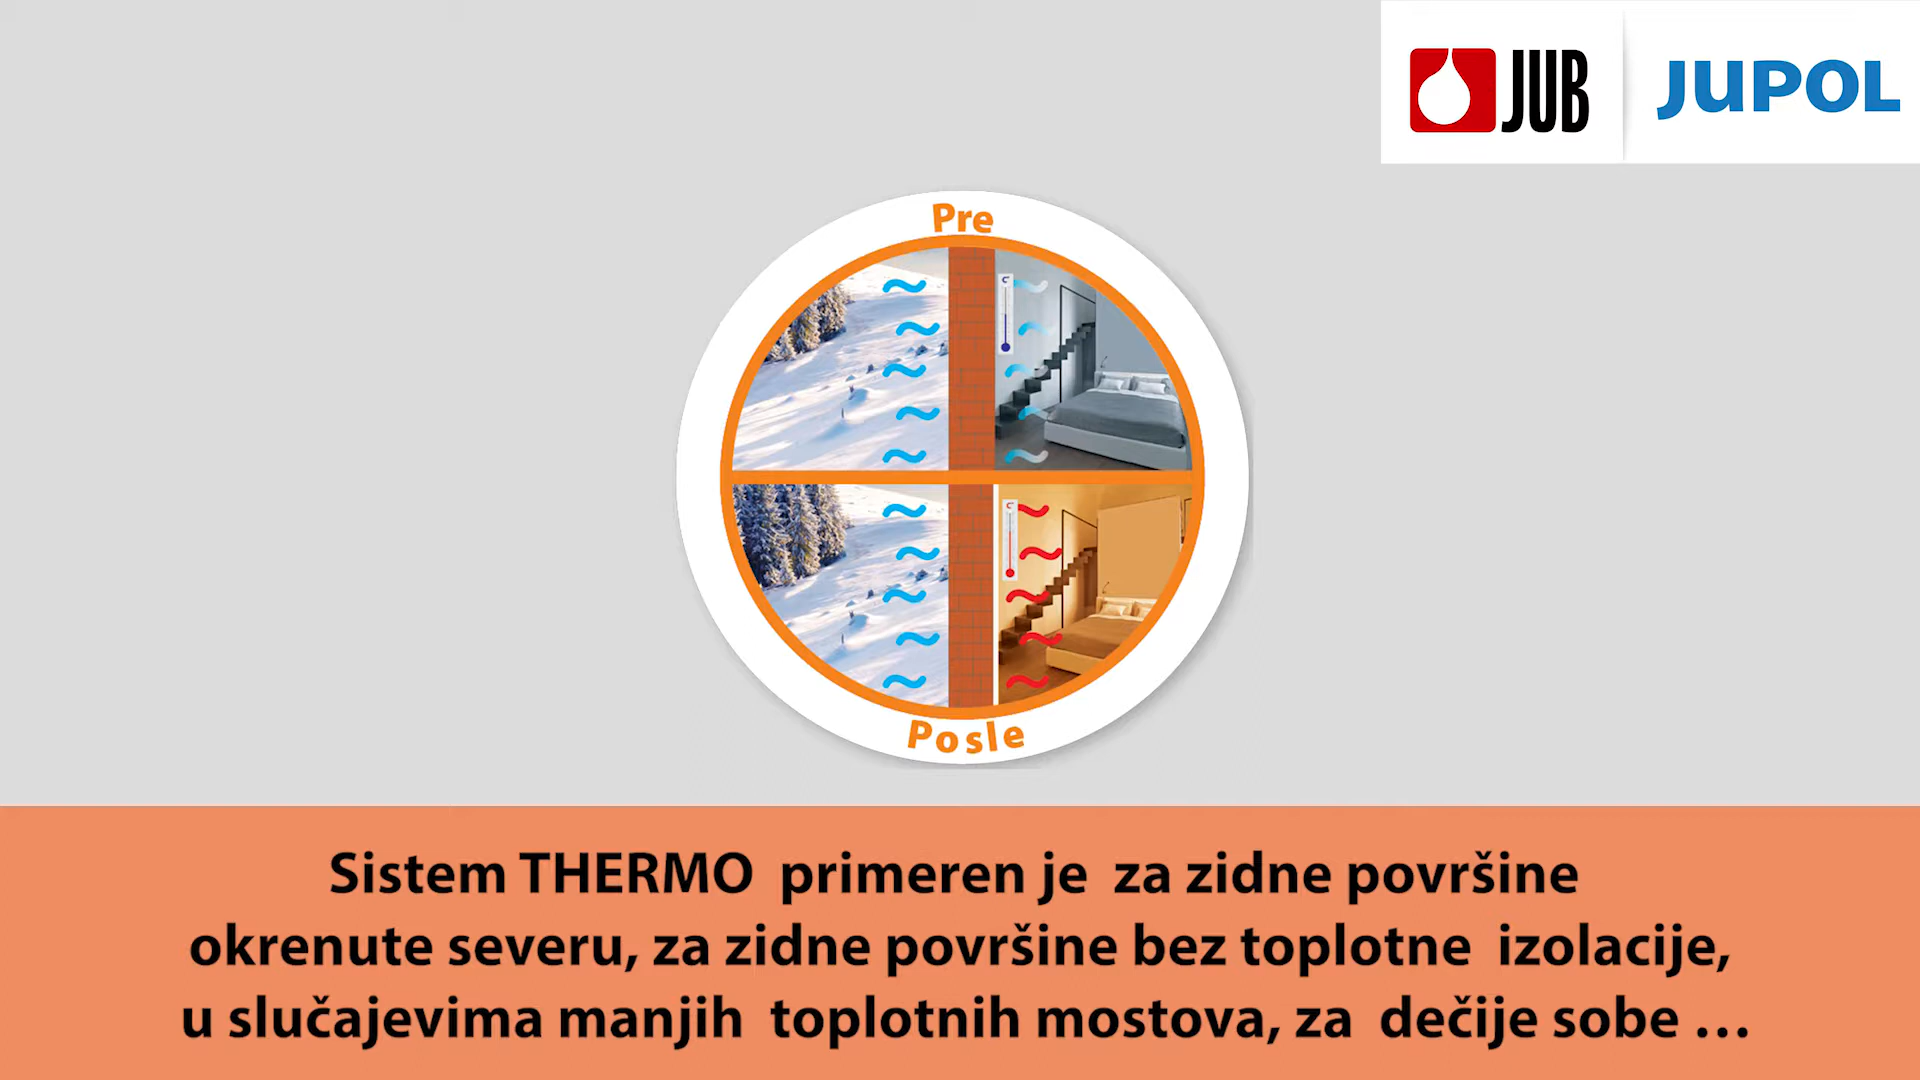 JUB
JUPOL
Pre
Posle
Sistem THERMO primeren je za zidne površine
okrenute severu, za zidne površine bez toplotne izolacije,
u slučajevima manjih toplotnih mostova, za dečije sobe ...